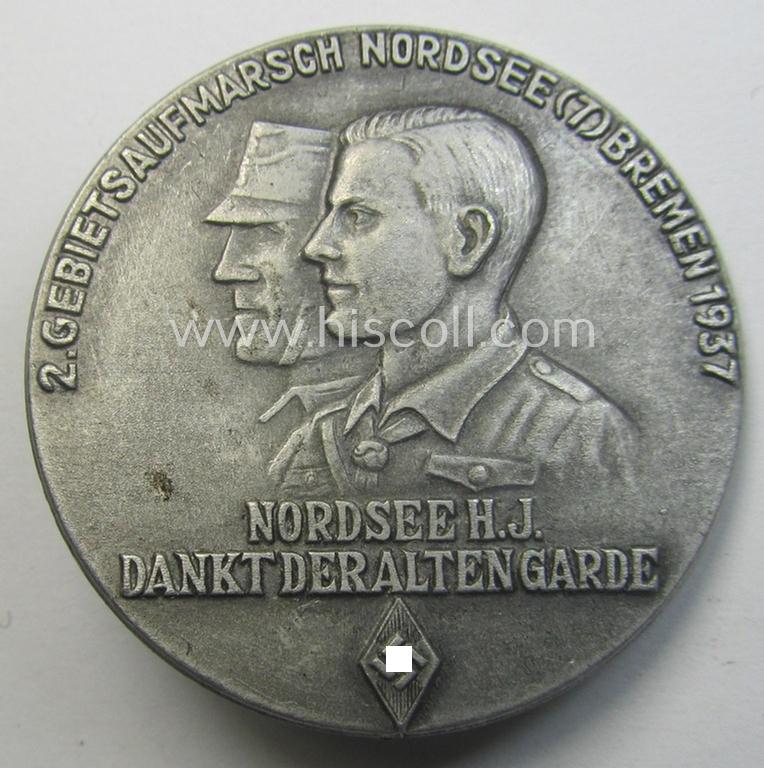 2. GEBIETSAUFMARSCH NORDSEE (7) BREMEN 1937
www.hiscoll.com
NORDSEE H.J.
DANKT DER ALTEN GARDE